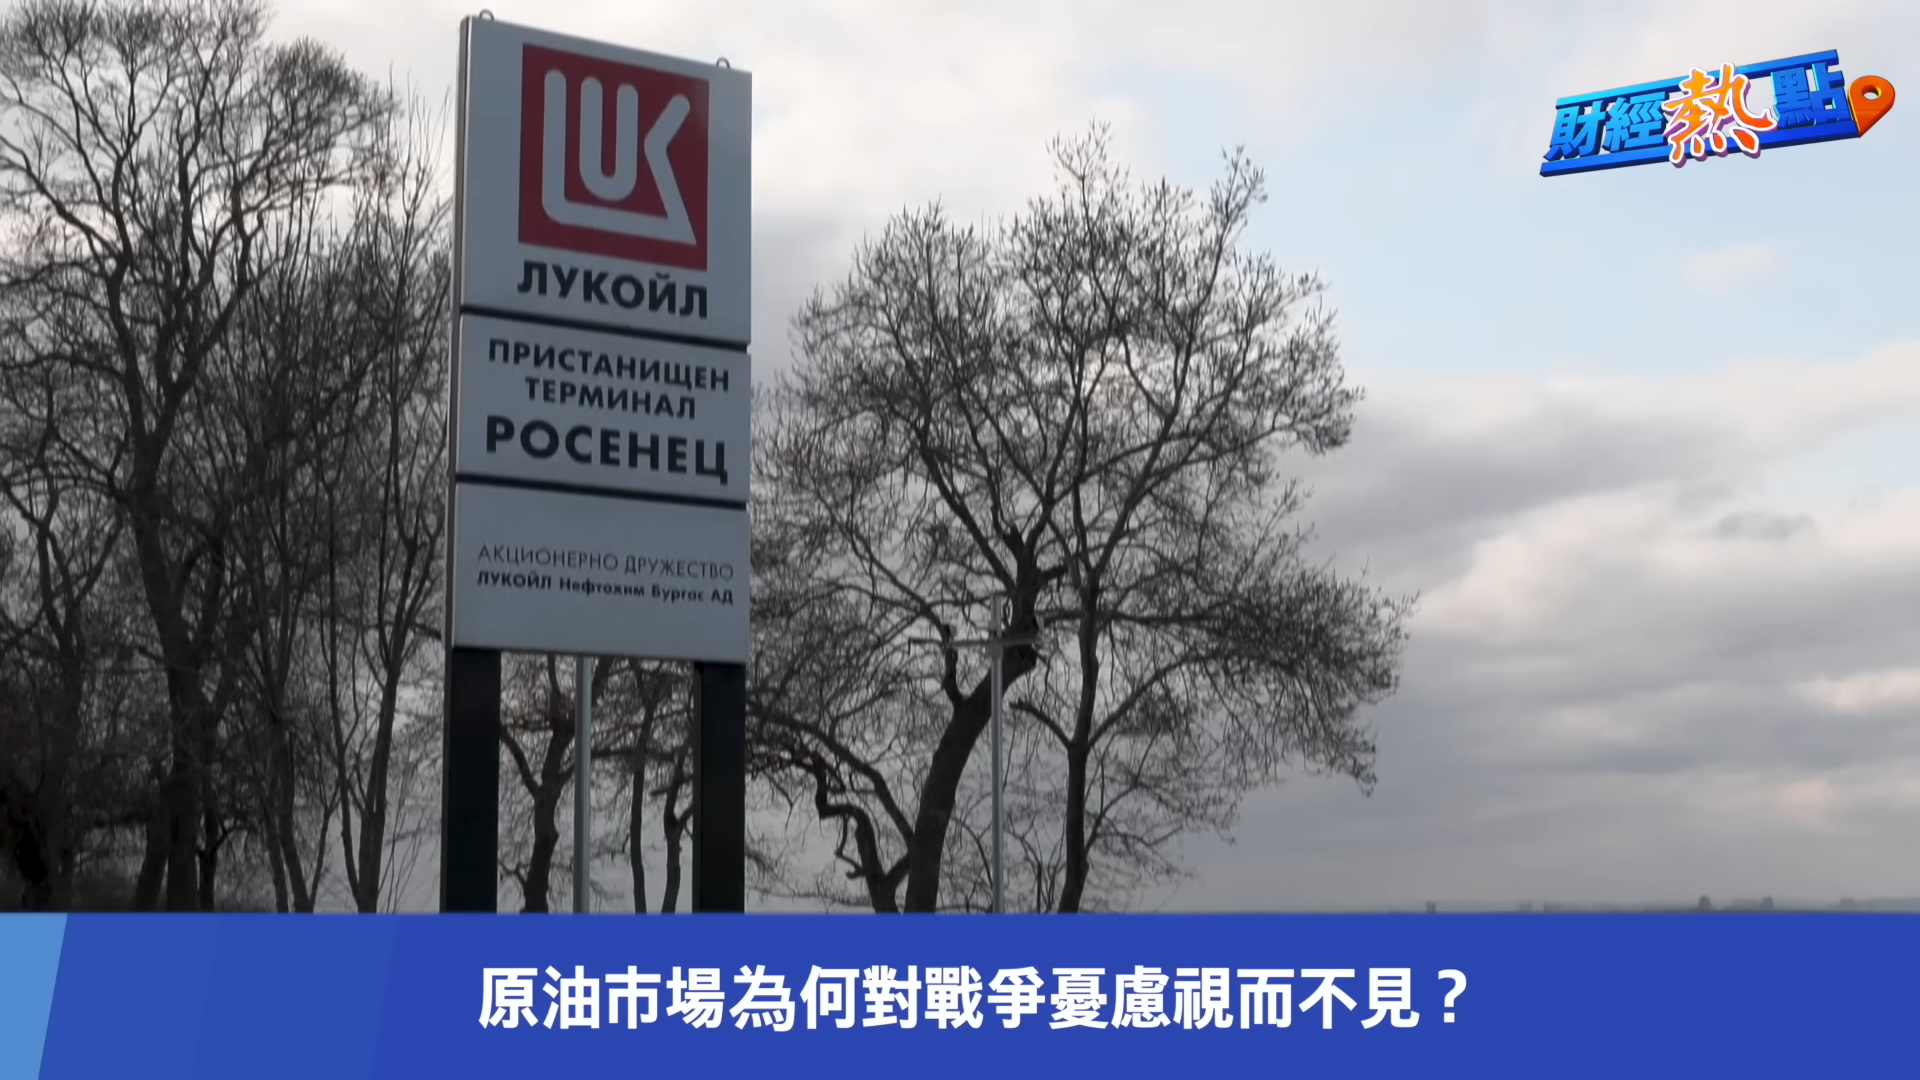 財經熱點
LUK
ЛУКОЙЛ
ПРИСТАНИЩЕН
ТЕРМИНАЛ
РОСЕНЕЦ
АКЦИОНЕРНО ДРУЖЕСТВО
ЛУКОЙЛ Нефтохим Бургас АД
原油市場為何對戰爭憂慮視而不見？